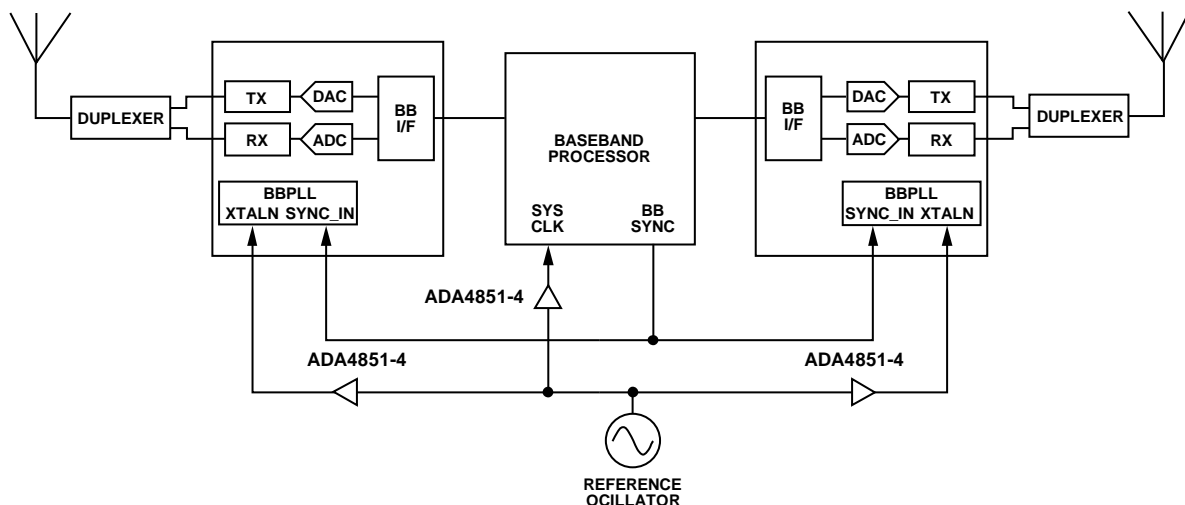 DUPLEXER
TX
DAC
RX
ADC
BB
I/F
BBPLL
XTALN SYNC_IN
BASEBAND
PROCESSOR
SYS
CLK
BB
SYNC
BB
I/F
DAC
TX
ADC
RX
BBPLL
SYNC_IN XTALN
DUPLEXER
ADA4851-4
ADA4851-4
ADA4851-4
REFERENCE
OCILLATOR